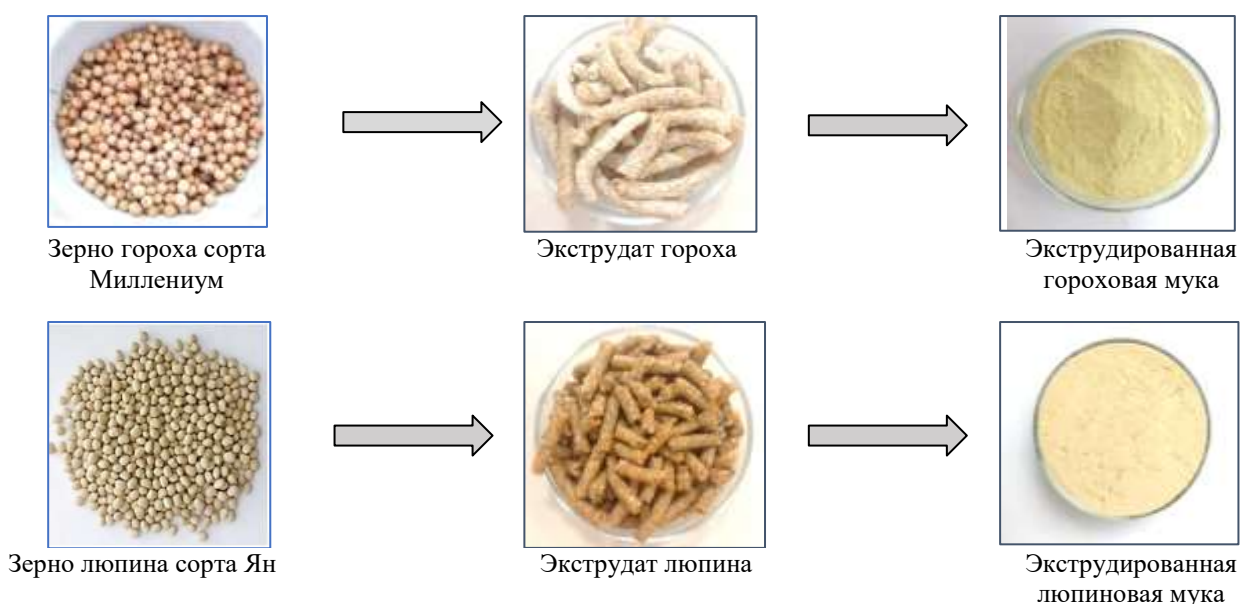 Зерно гороха сорта
Миллениум
Экструдат гороха
Экструдированная
гороховая мука
Зерно люпина сорта Ян
Экструдат люпина
Экструдированная
люпиновая мука